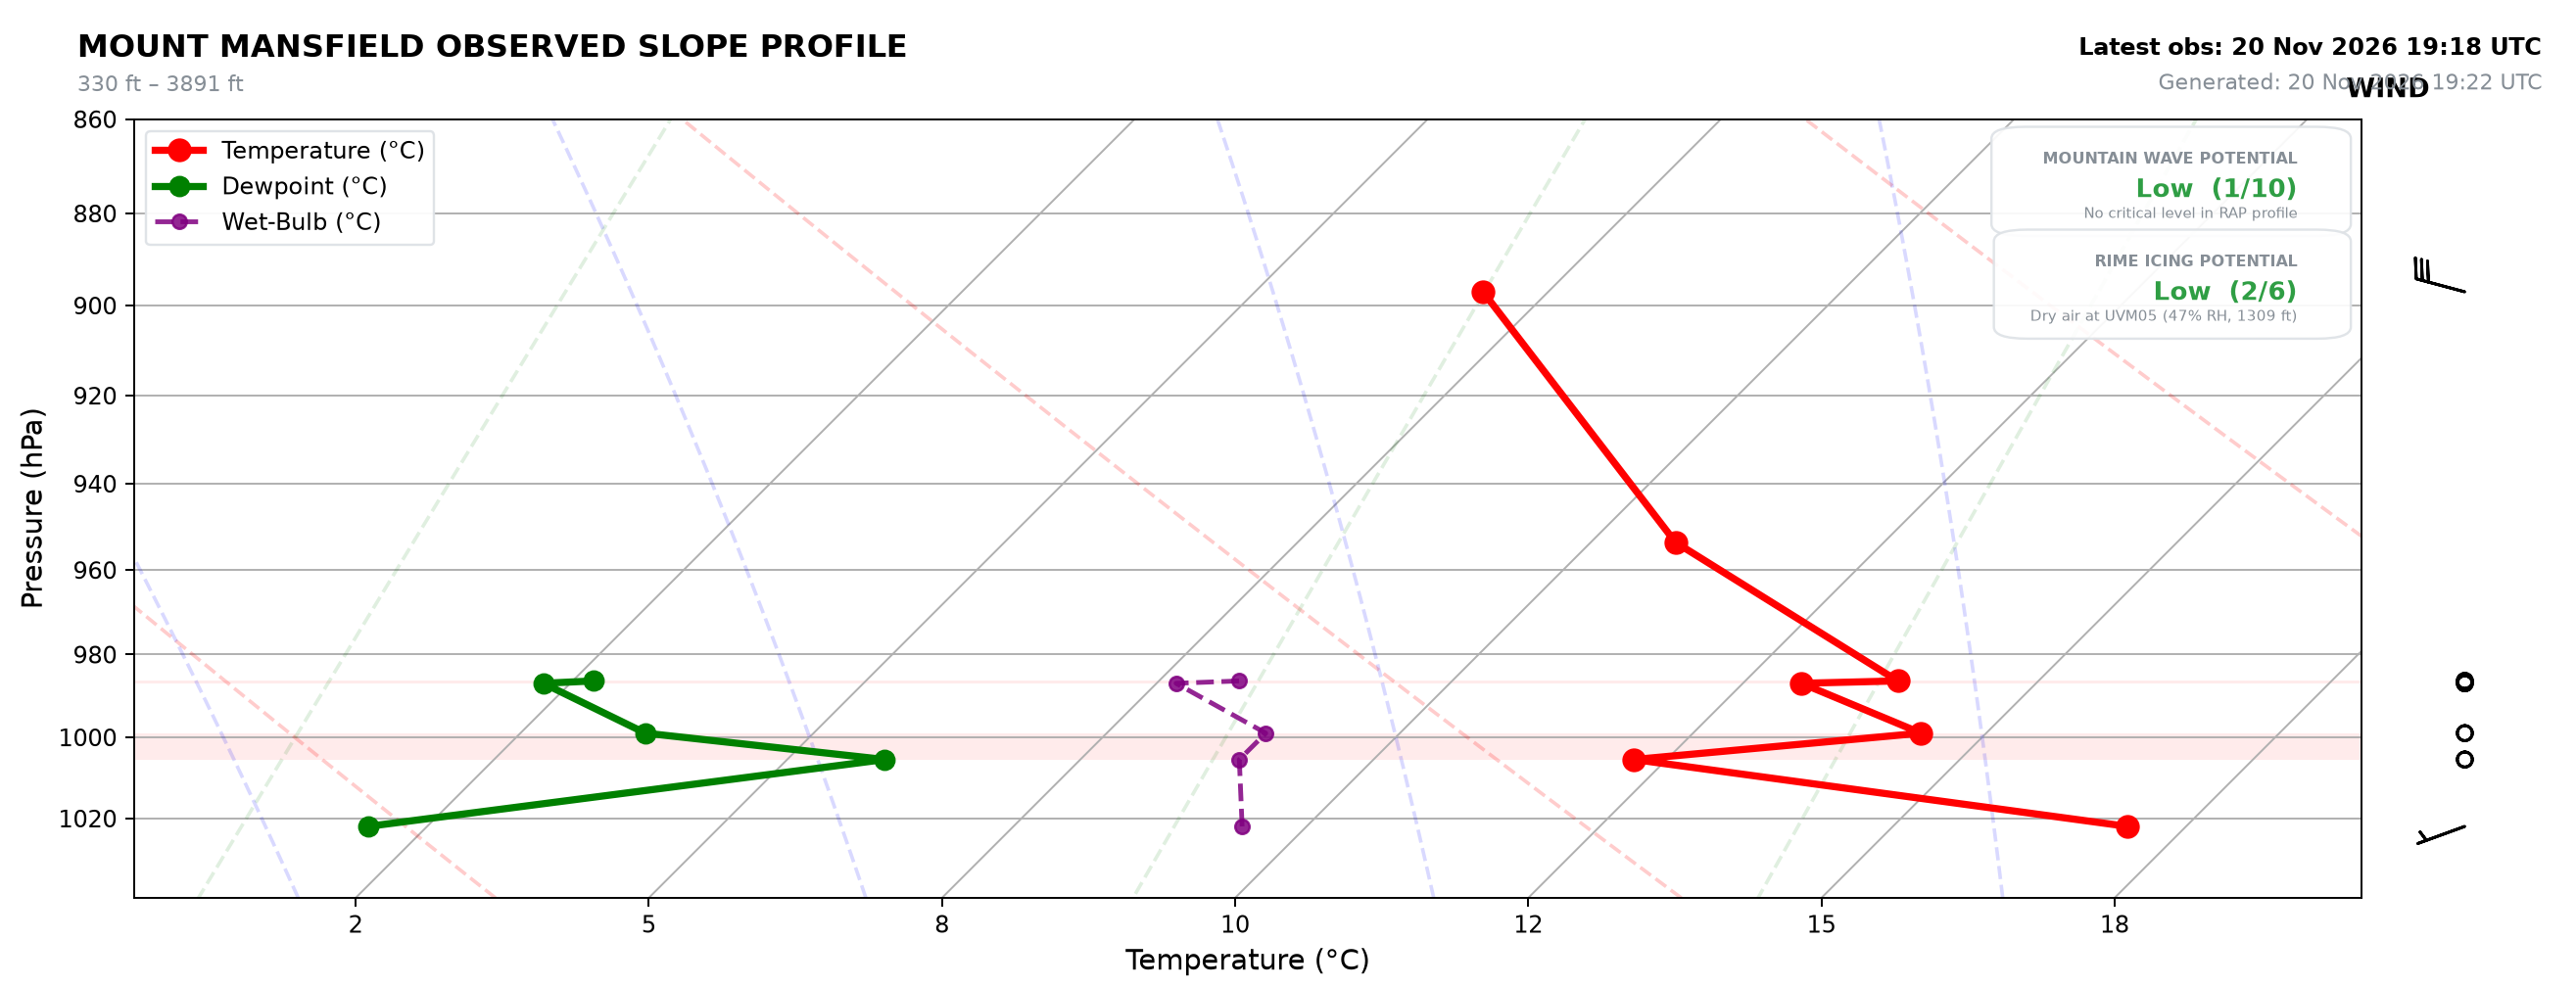 MOUNT MANSFIELD OBSERVED SLOPE PROFILE
330 ft – 3891 ft
Latest obs: 20 Nov 2026 19:18 UTC
Generated: 20 Nov 2026 19:22 UTC
WIND
Temperature (°C)
Dewpoint (°C)
Wet-Bulb (°C)
MOUNTAIN WAVE POTENTIAL
Low (1/10)
No critical level in RAP profile
RIME ICING POTENTIAL
Low (2/6)
Dry air at UVM05 (47% RH, 1309 ft)
Pressure (hPa)
860
880
900
920
940
960
980
1000
1020
2 5 8 10 12 15 18
Temperature (°C)